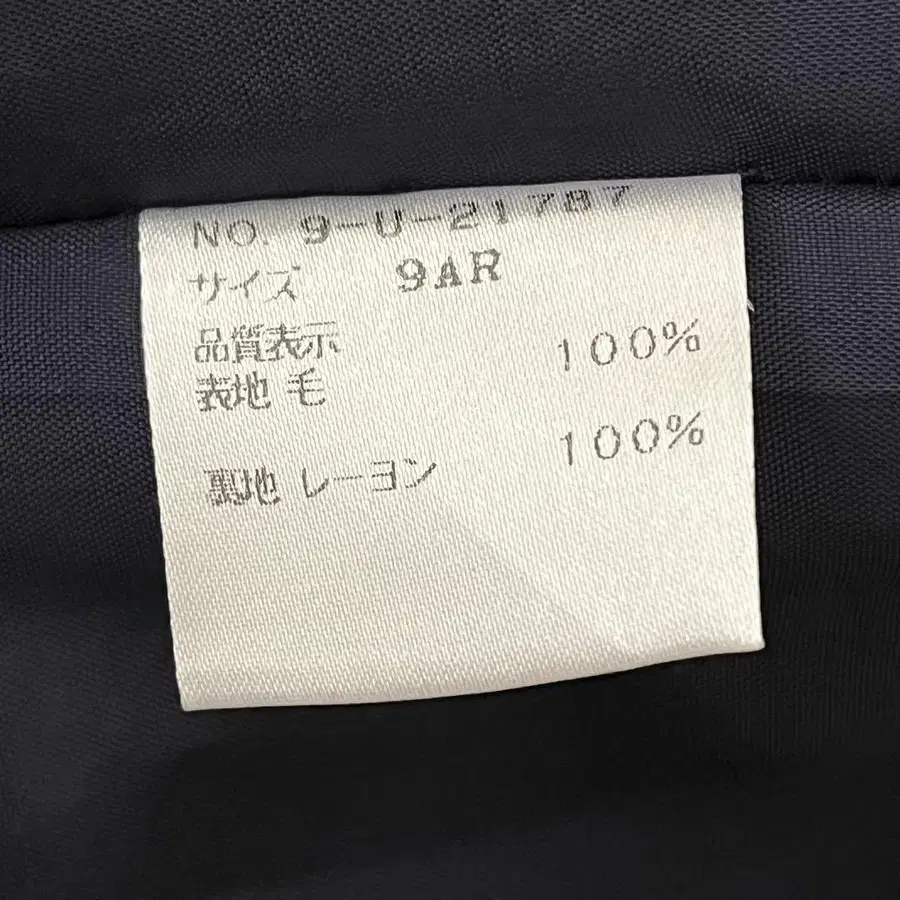 NO. 9-U-21787
サイズ 9AR
品質表示
表地 毛 100%
裏地 レーヨン 100%